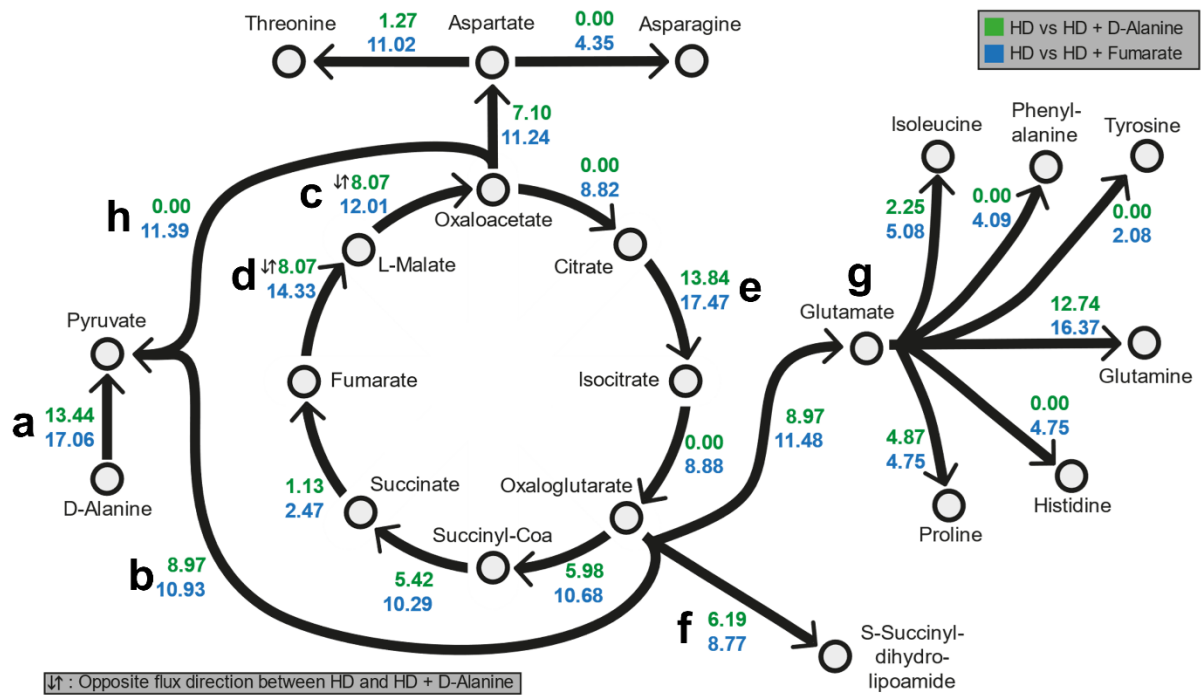 Threonine
1.27
11.02
Aspartate
0.00
4.35
Asparagine
HD vs HD + D-Alanine
HD vs HD + Fumarate
7.10
11.24
Isoleucine
Phenyl-
alanine
Tyrosine
h
0.00
11.39
c
↓↑8.07
12.01
Oxaloacetate
0.00
8.82
2.25
5.08
0.00
4.09
0.00
2.08
d
↓↑8.07
14.33
L-Malate
Citrate
13.84
17.47
e
g
Glutamate
12.74
16.37
Glutamine
Pyruvate
Fumarate
Isocitrate
a
13.44
17.06
D-Alanine
0.00
8.88
8.97
11.48
4.87
4.75
0.00
4.75
Histidine
Proline
1.13
2.47
Succinate
Oxaloglutarate
Succinyl-Coa
b
8.97
10.93
5.42
10.29
5.98
10.68
f
6.19
8.77
S-Succinyl-
dihydro-
lipoamide
↓↑ : Opposite flux direction between HD and HD + D-Alanine